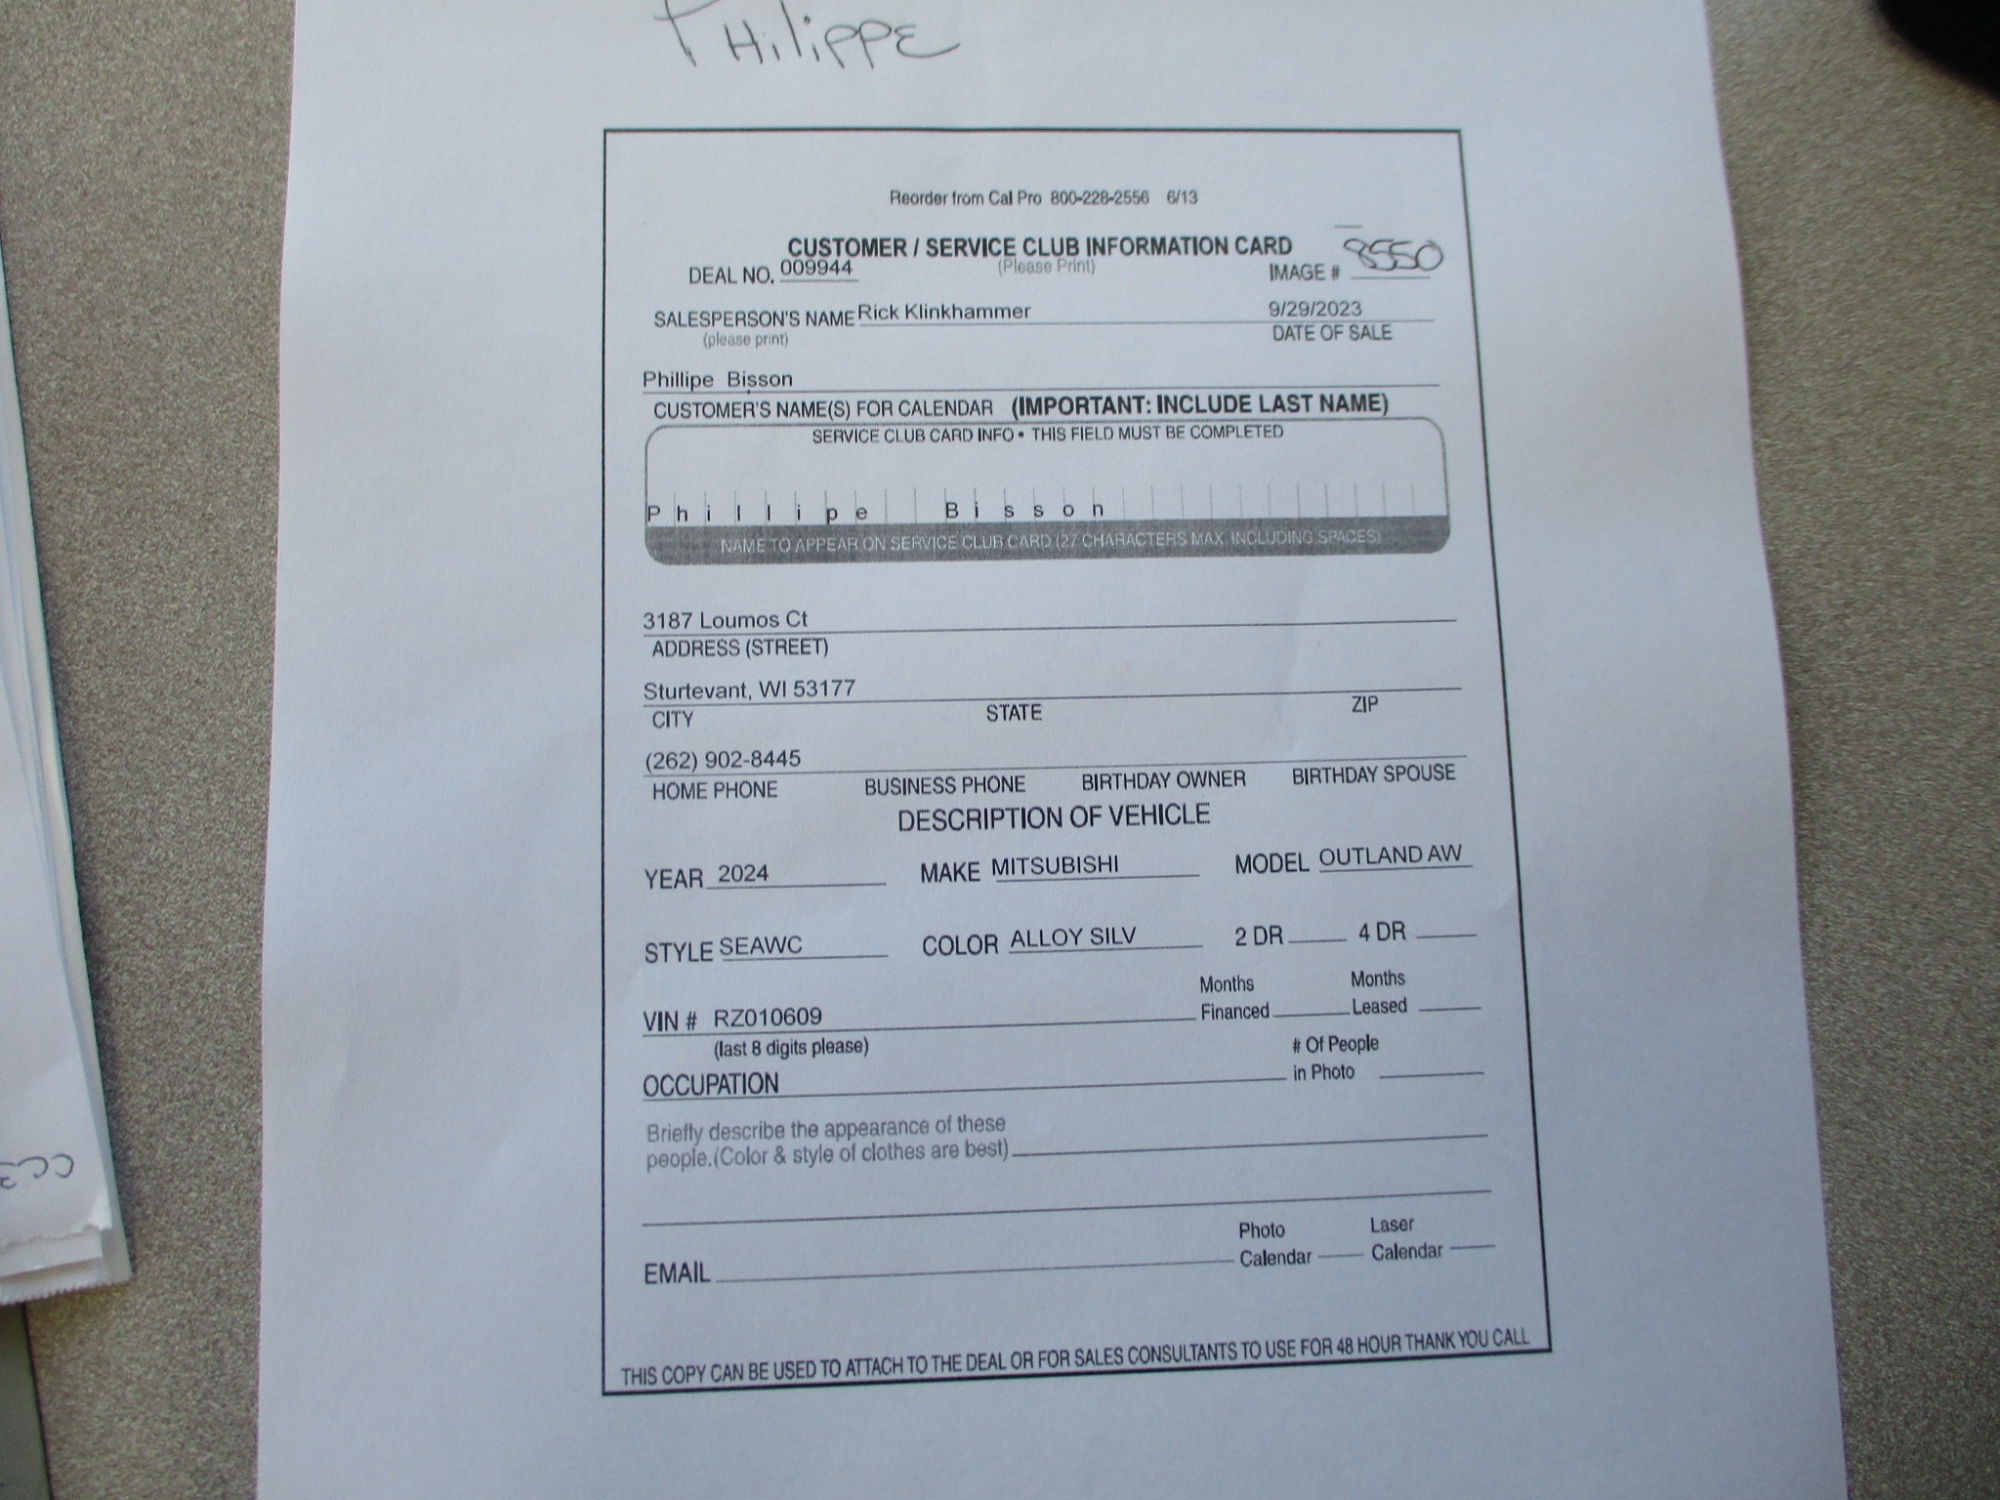 PHilippE
Reorder from Cal Pro 800-228-2556 6/13
CUSTOMER / SERVICE CLUB INFORMATION CARD
DEAL NO. 009944 (Please Print) IMAGE # 8550
SALESPERSON'S NAME Rick Klinkhammer 9/29/2023
(please print) DATE OF SALE
Phillipe Bisson
CUSTOMER'S NAME(S) FOR CALENDAR (IMPORTANT: INCLUDE LAST NAME)
SERVICE CLUB CARD INFO • THIS FIELD MUST BE COMPLETED
Phillipe Bisson
NAME TO APPEAR ON SERVICE CLUB CARD (27 CHARACTERS MAX. INCLUDING SPACES)
3187 Loumos Ct
ADDRESS (STREET)
Sturtevant, WI 53177
CITY STATE ZIP
(262) 902-8445
HOME PHONE BUSINESS PHONE BIRTHDAY OWNER BIRTHDAY SPOUSE
DESCRIPTION OF VEHICLE
YEAR 2024 MAKE MITSUBISHI MODEL OUTLAND AW
STYLE SEAWC COLOR ALLOY SILV 2 DR 4 DR
Months Months
VIN # RZ010609 Financed Leased
(last 8 digits please) # Of People
OCCUPATION in Photo
Briefly describe the appearance of these
people.(Color & style of clothes are best)
Photo Laser
EMAIL Calendar Calendar
THIS COPY CAN BE USED TO ATTACH TO THE DEAL OR FOR SALES CONSULTANTS TO USE FOR 48 HOUR THANK YOU CALL